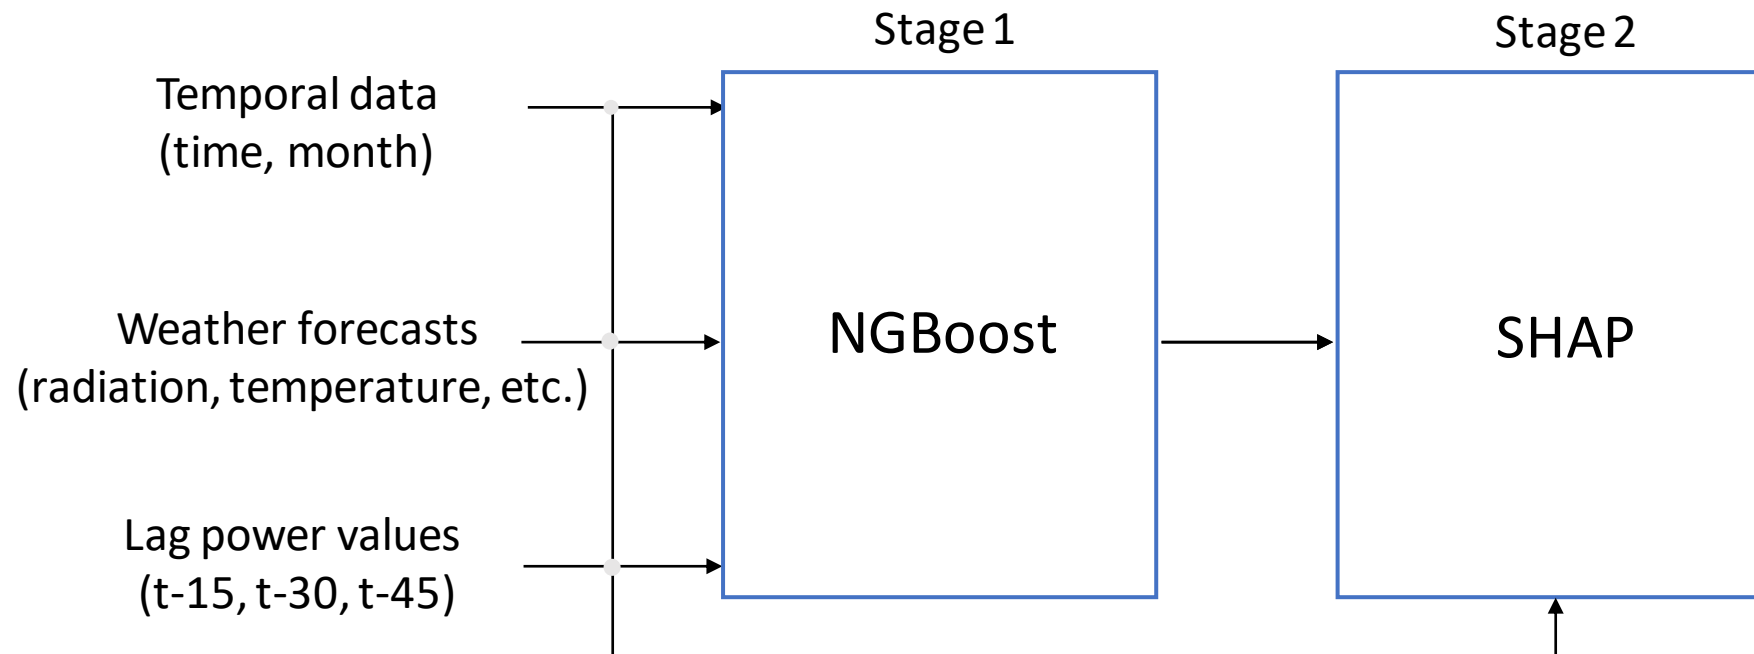 Stage 1
Stage 2
Temporal data
(time, month)
Weather forecasts
(radiation, temperature, etc.)
NGBoost
SHAP
Lag power values
(t-15, t-30, t-45)